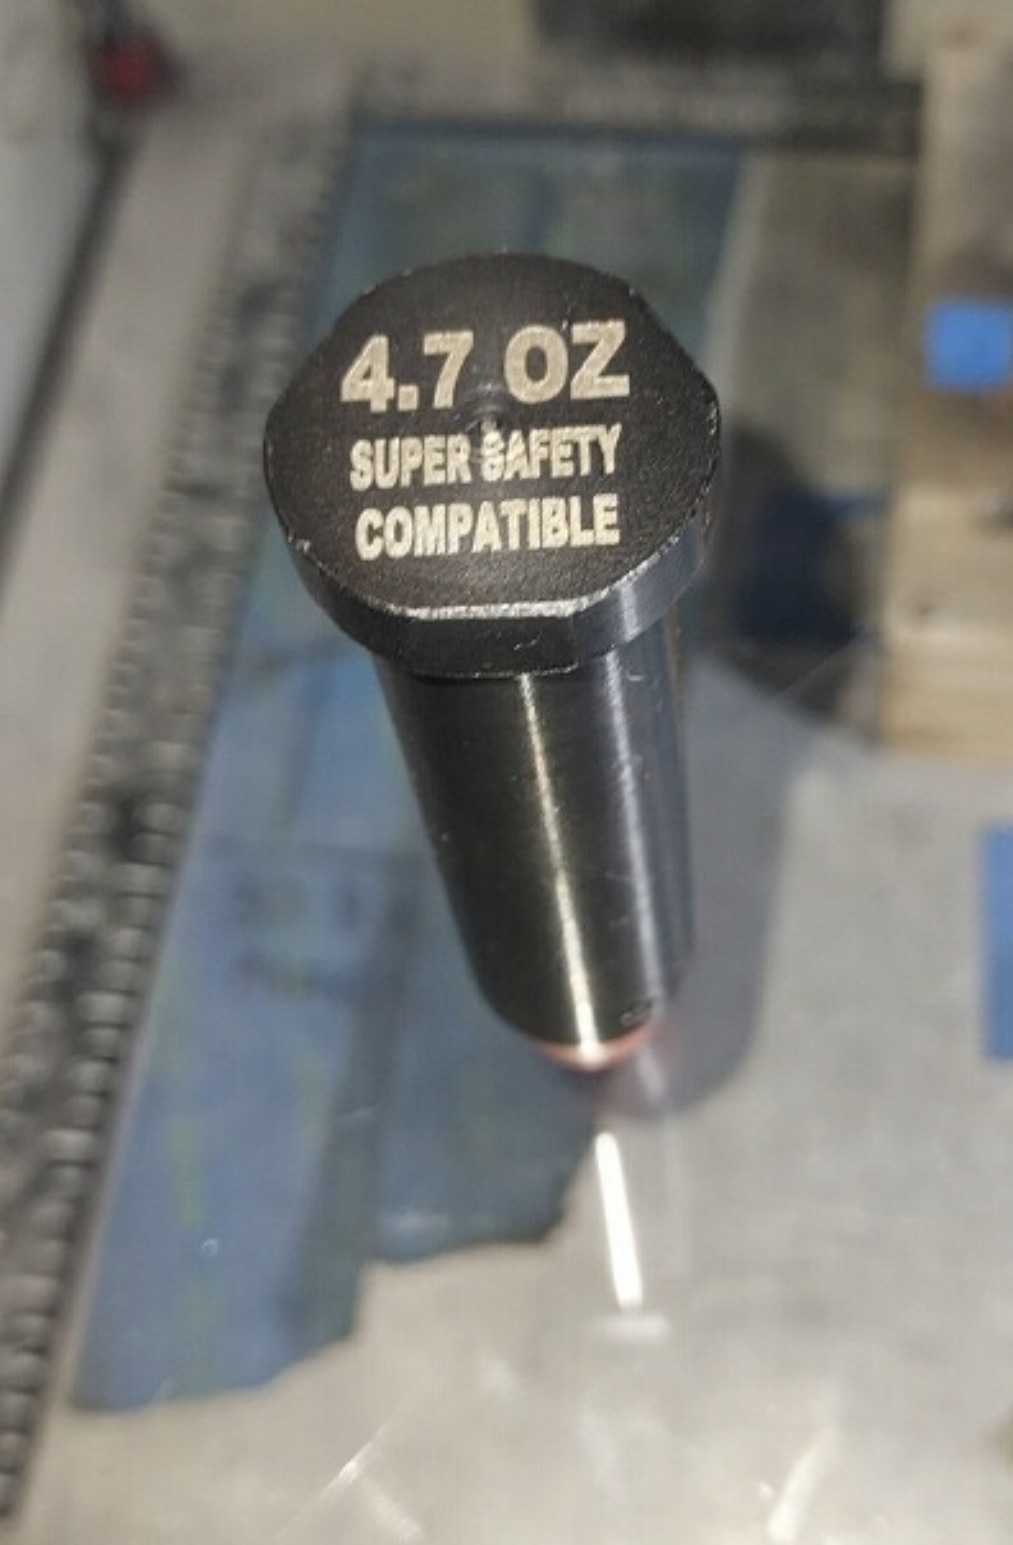 4.7 OZ
SUPER SAFETY
COMPATIBLE